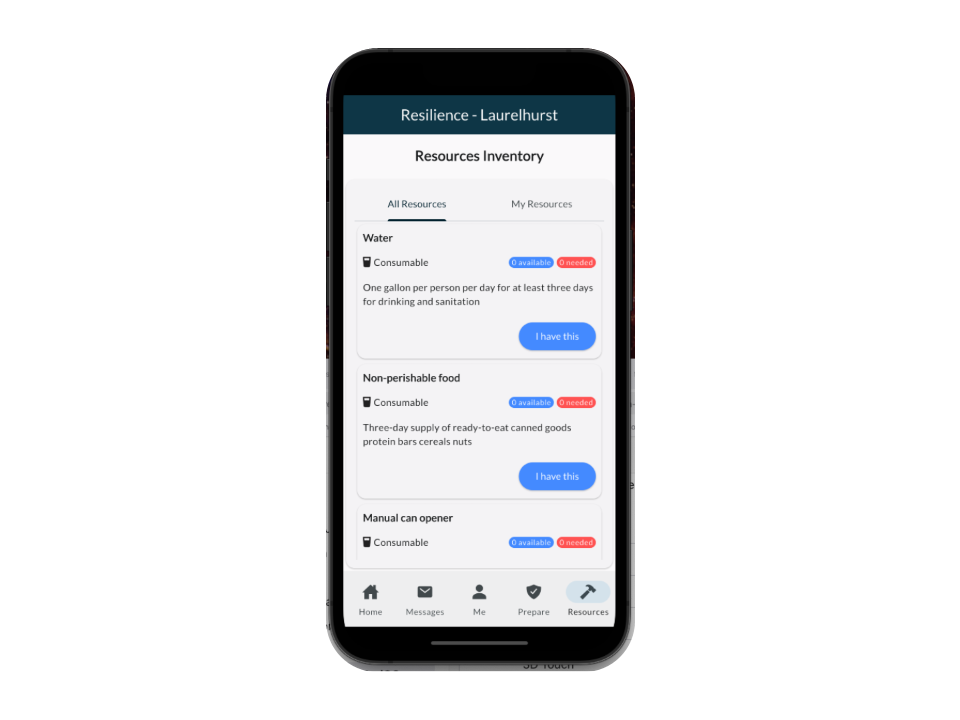 Resilience - Laurelhurst
Resources Inventory
All Resources
My Resources
Water
Consumable
0 available
0 needed
One gallon per person per day for at least three days
for drinking and sanitation
I have this
Non-perishable food
Consumable
0 available
0 needed
Three-day supply of ready-to-eat canned goods
protein bars cereals nuts
I have this
Manual can opener
Consumable
0 available
0 needed
Home
Messages
Me
Prepare
Resources
3D Touch